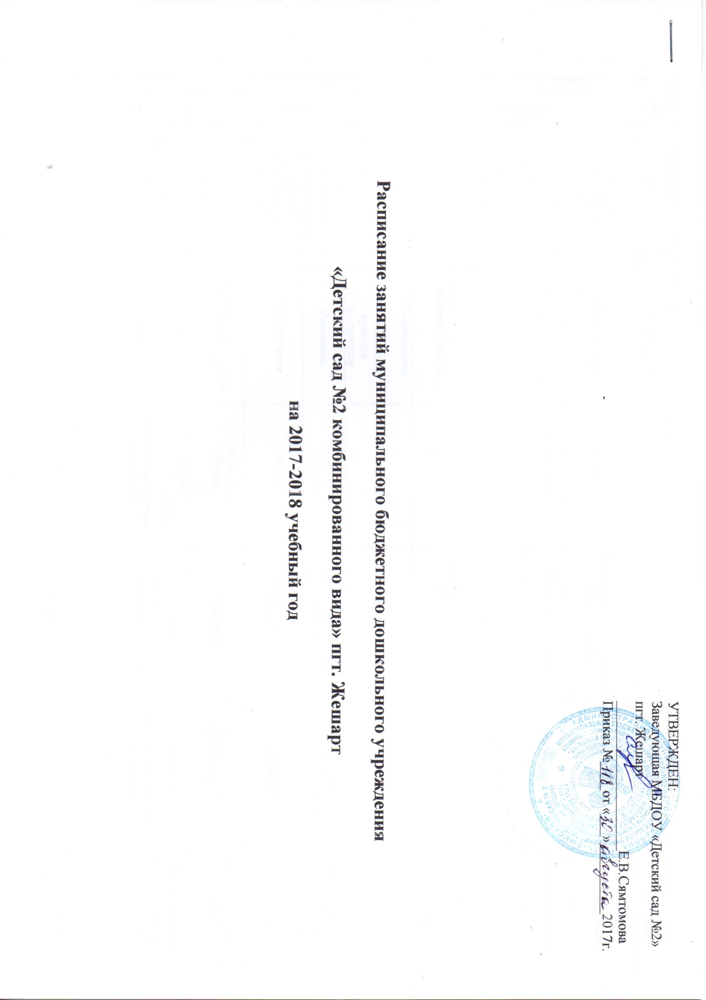 УТВЕРЖДЕН:
Заведующая МБДОУ «Детский сад №2»
пгт. Жешарт
Е.В.Сямтомова
Приказ № 118 от «30» августа 2017г.
Расписание занятий муниципального бюджетного дошкольного учреждения
«Детский сад №2 комбинированного вида» пгт. Жешарт
на 2017-2018 учебный год